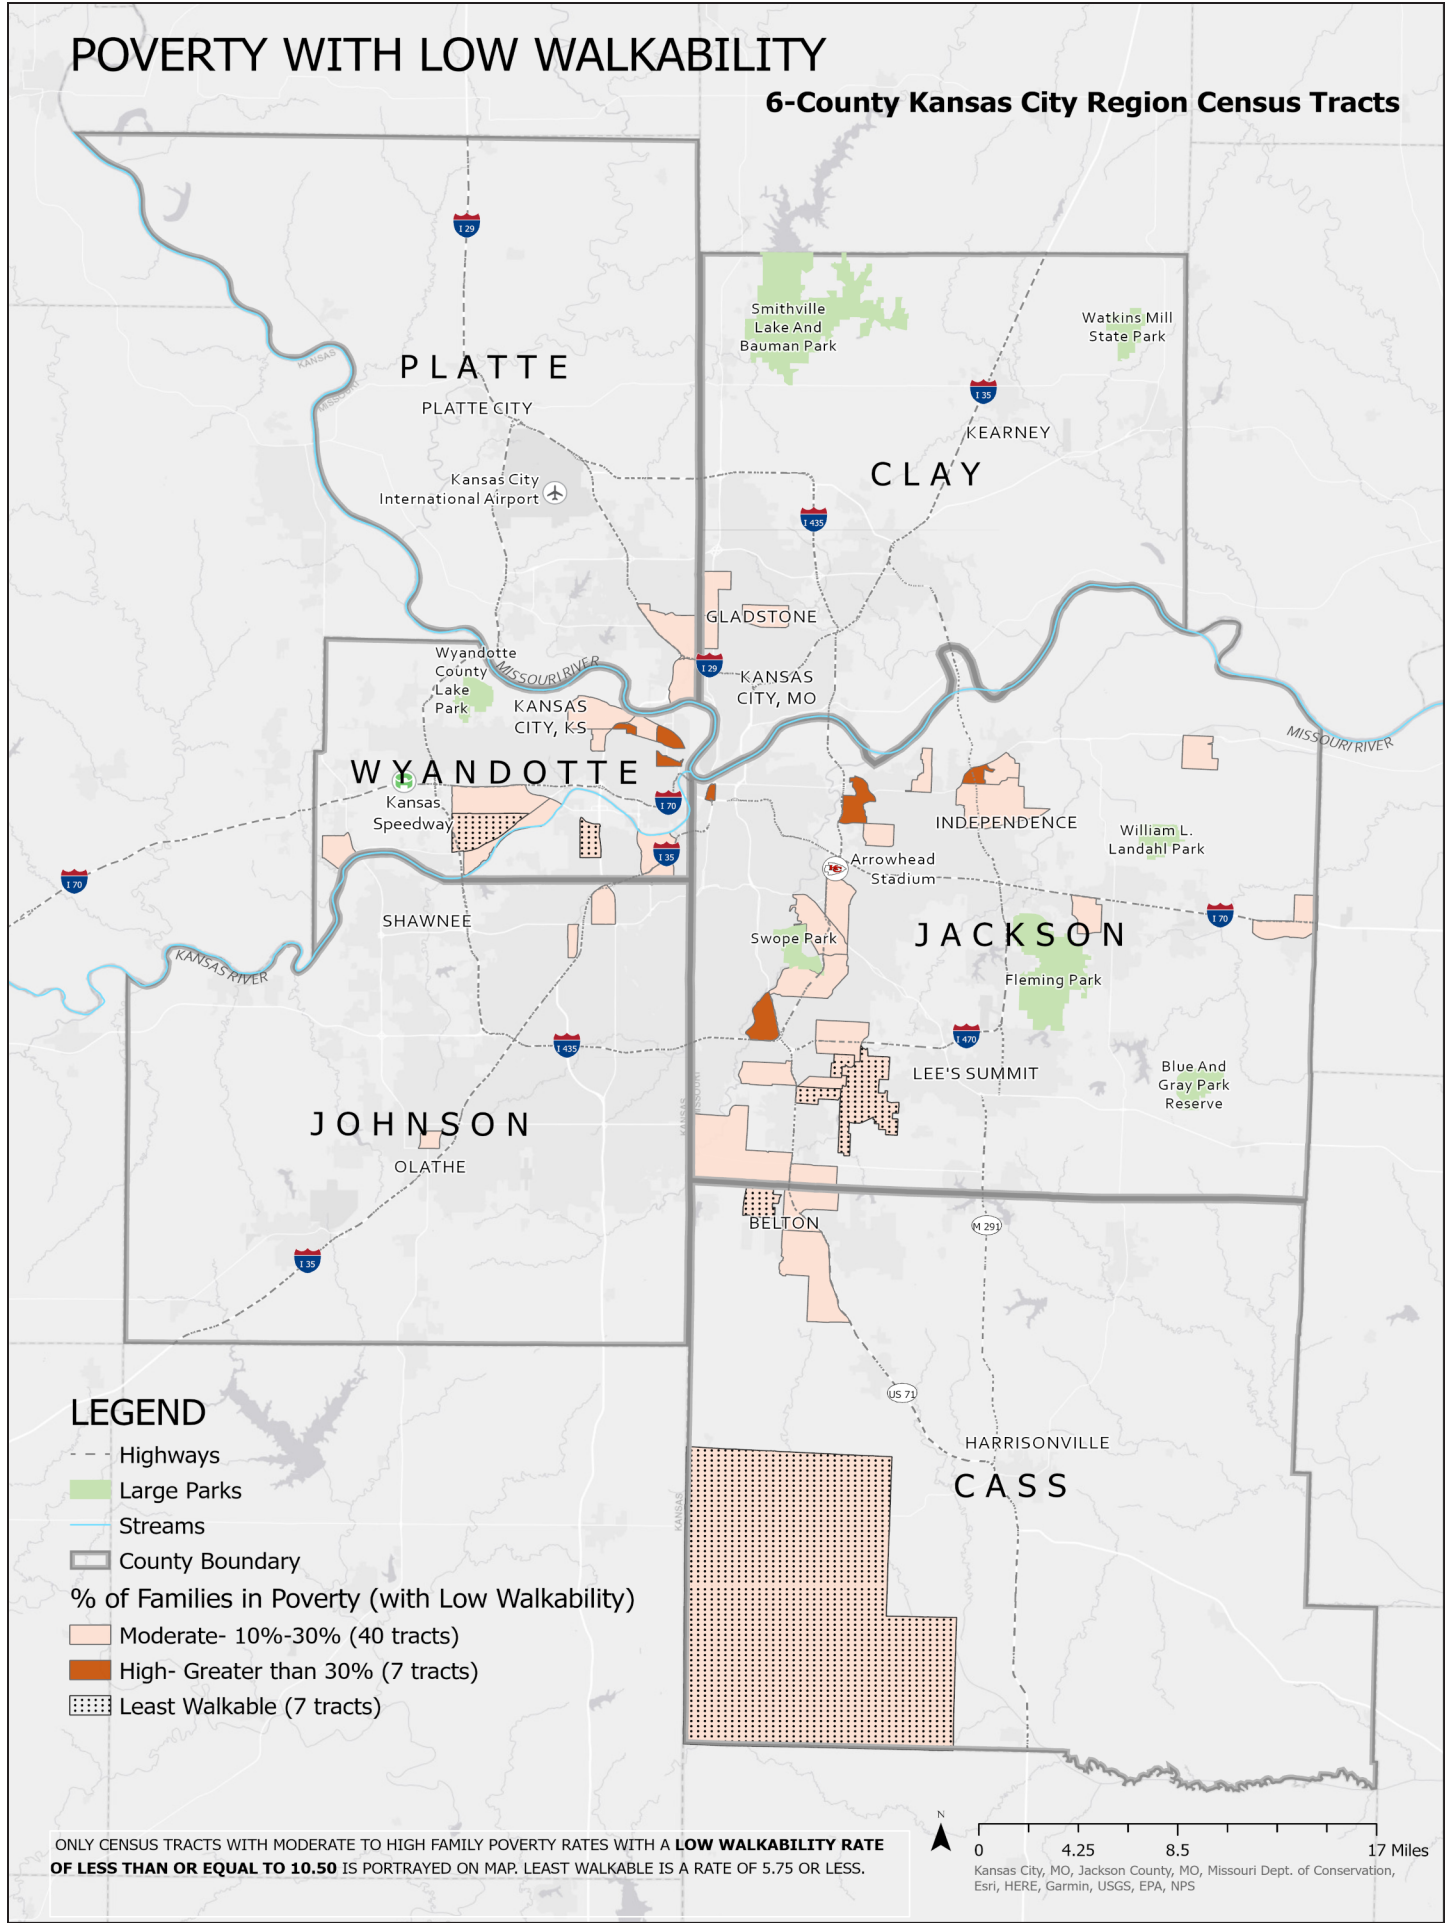 POVERTY WITH LOW WALKABILITY
6-County Kansas City Region Census Tracts
I 29
Smithville
Lake And
Bauman Park
Watkins Mill
State Park
KANSAS
MISSOURI
PLATTE
PLATTE CITY
I 35
KEARNEY
CLAY
Kansas City
International Airport
I 435
GLADSTONE
Wyandotte
County
Lake
Park
MISSOURI RIVER
I 29
KANSAS
CITY, MO
KANSAS
CITY, KS
MISSOURI RIVER
WYANDOTTE
Kansas
Speedway
I 70
INDEPENDENCE
William L.
Landahl Park
I 35
Arrowhead
Stadium
I 70
I 70
SHAWNEE
Swope Park
JACKSON
KANSAS RIVER
Fleming Park
I 435
I 470
LEE'S SUMMIT
Blue And
Gray Park
Reserve
KANSAS
MISSOURI
JOHNSON
OLATHE
BELTON
M 291
I 35
US 71
HARRISONVILLE
CASS
KANSAS
LEGEND
Highways
Large Parks
Streams
County Boundary
% of Families in Poverty (with Low Walkability)
Moderate- 10%-30% (40 tracts)
High- Greater than 30% (7 tracts)
Least Walkable (7 tracts)
ONLY CENSUS TRACTS WITH MODERATE TO HIGH FAMILY POVERTY RATES WITH A LOW WALKABILITY RATE
OF LESS THAN OR EQUAL TO 10.50 IS PORTRAYED ON MAP. LEAST WALKABLE IS A RATE OF 5.75 OR LESS.
N
0 4.25 8.5 17 Miles
Kansas City, MO, Jackson County, MO, Missouri Dept. of Conservation,
Esri, HERE, Garmin, USGS, EPA, NPS